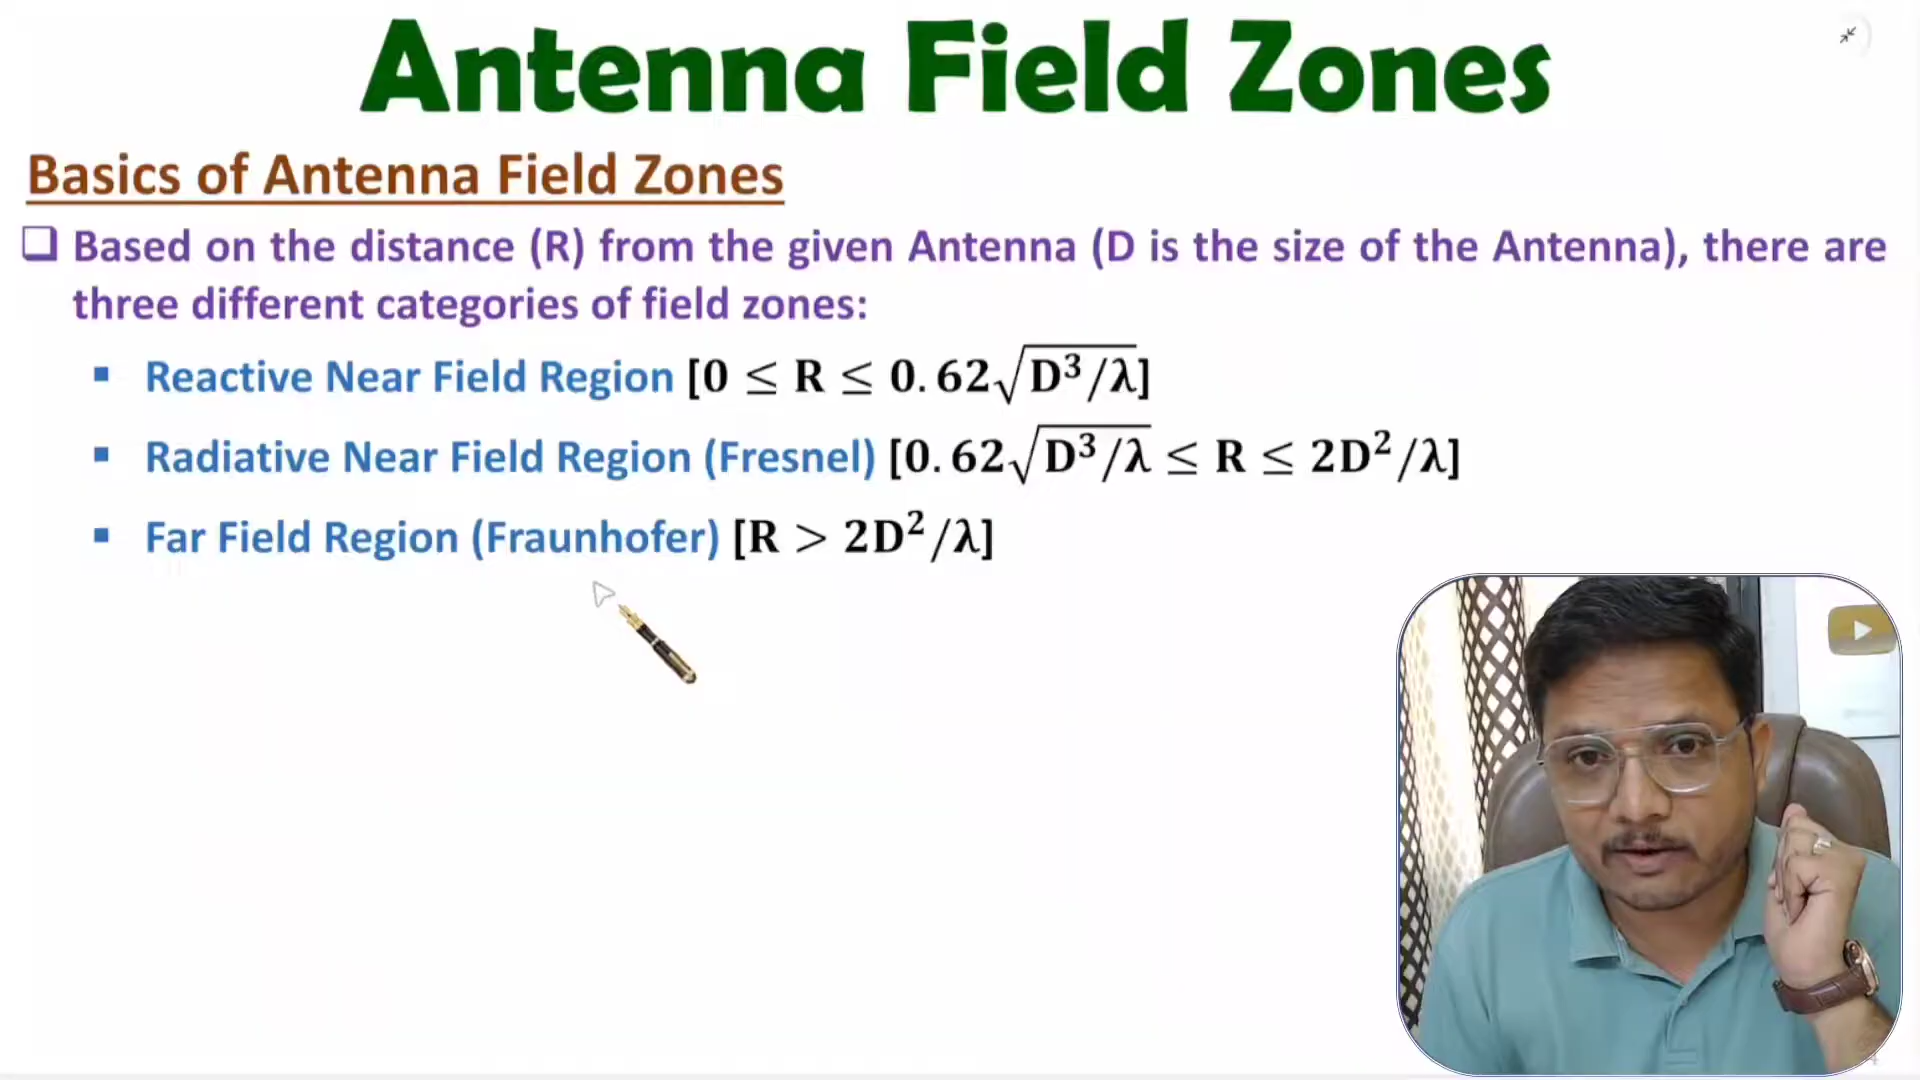 Antenna Field Zones
Basics of Antenna Field Zones
❑ Based on the distance (R) from the given Antenna (D is the size of the Antenna), there are
three different categories of field zones:
▪ Reactive Near Field Region [0 ≤ R ≤ 0.62√(D³/λ)]
▪ Radiative Near Field Region (Fresnel) [0.62√(D³/λ) ≤ R ≤ 2D²/λ]
▪ Far Field Region (Fraunhofer) [R > 2D²/λ]